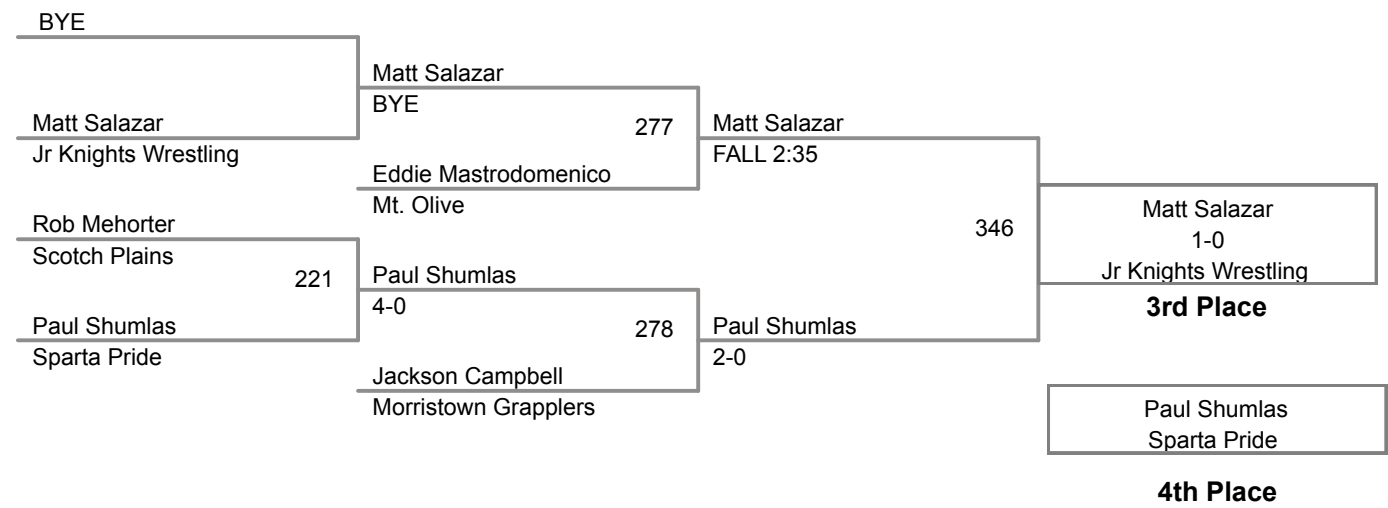 BYE
Matt Salazar
BYE
Matt Salazar
Jr Knights Wrestling
277
Matt Salazar
FALL 2:35
Eddie Mastrodomenico
Mt. Olive
Rob Mehorter
Scotch Plains
221
Paul Shumlas
4-0
346
Matt Salazar
1-0
Jr Knights Wrestling
3rd Place
Paul Shumlas
Sparta Pride
278
Paul Shumlas
2-0
Jackson Campbell
Morristown Grapplers
Paul Shumlas
Sparta Pride
4th Place